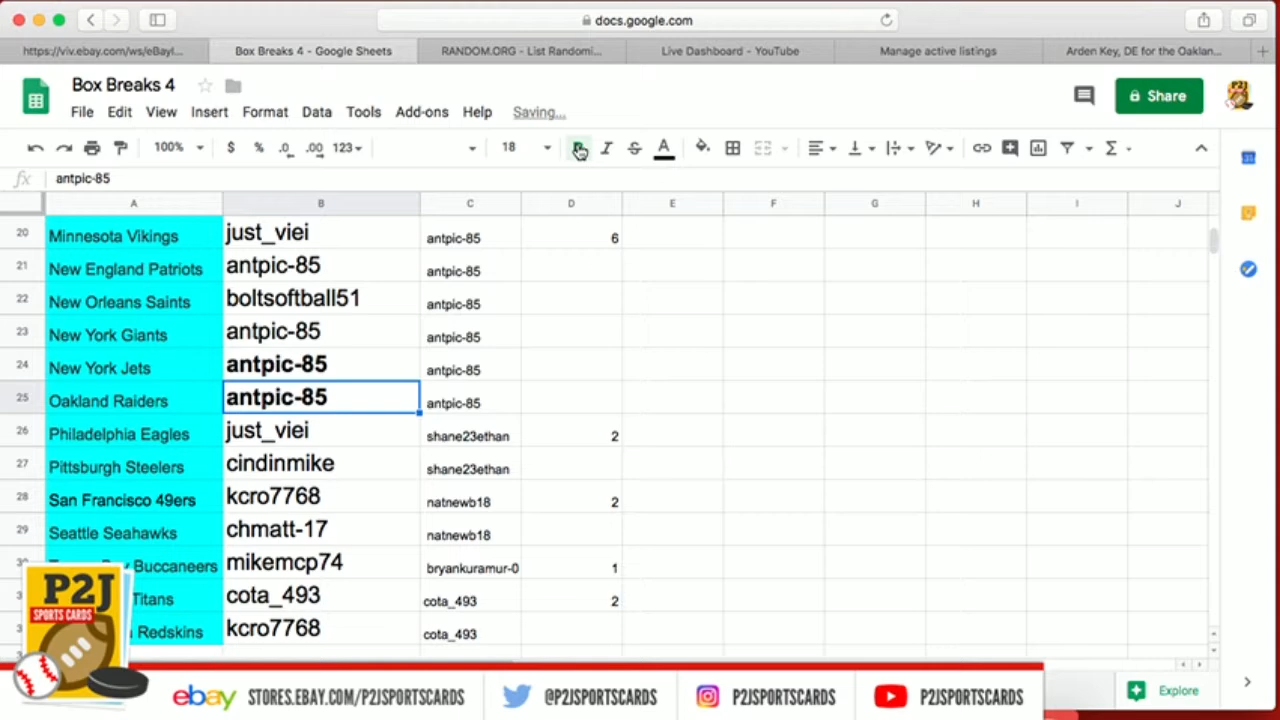 docs.google.com
https://viv.ebay.com/ws/eBayI...
Box Breaks 4 - Google Sheets
RANDOM.ORG - List Randomi...
Live Dashboard - YouTube
Manage active listings
Arden Key, DE for the Oaklan...
Box Breaks 4
File Edit View Insert Format Data Tools Add-ons Help Saving...
Share
100% $ % .0 .00 123 18
fx antpic-85
A B C D E F G H I J
20 Minnesota Vikings just_viei antpic-85 6
21 New England Patriots antpic-85 antpic-85
22 New Orleans Saints boltsoftball51 antpic-85
23 New York Giants antpic-85 antpic-85
24 New York Jets antpic-85 antpic-85
25 Oakland Raiders antpic-85 antpic-85
26 Philadelphia Eagles just_viei shane23ethan 2
27 Pittsburgh Steelers cindinmike shane23ethan
28 San Francisco 49ers kcro7768 natnewb18 2
29 Seattle Seahawks chmatt-17 natnewb18
Buccaneers mikemcp74 bryankuramur-0 1
Titans cota_493 cota_493 2
Redskins kcro7768 cota_493
P2J
SPORTS CARDS
ebay STORES.EBAY.COM/P2JSPORTSCARDS @P2JSPORTSCARDS P2JSPORTSCARDS P2JSPORTSCARDS
Explore